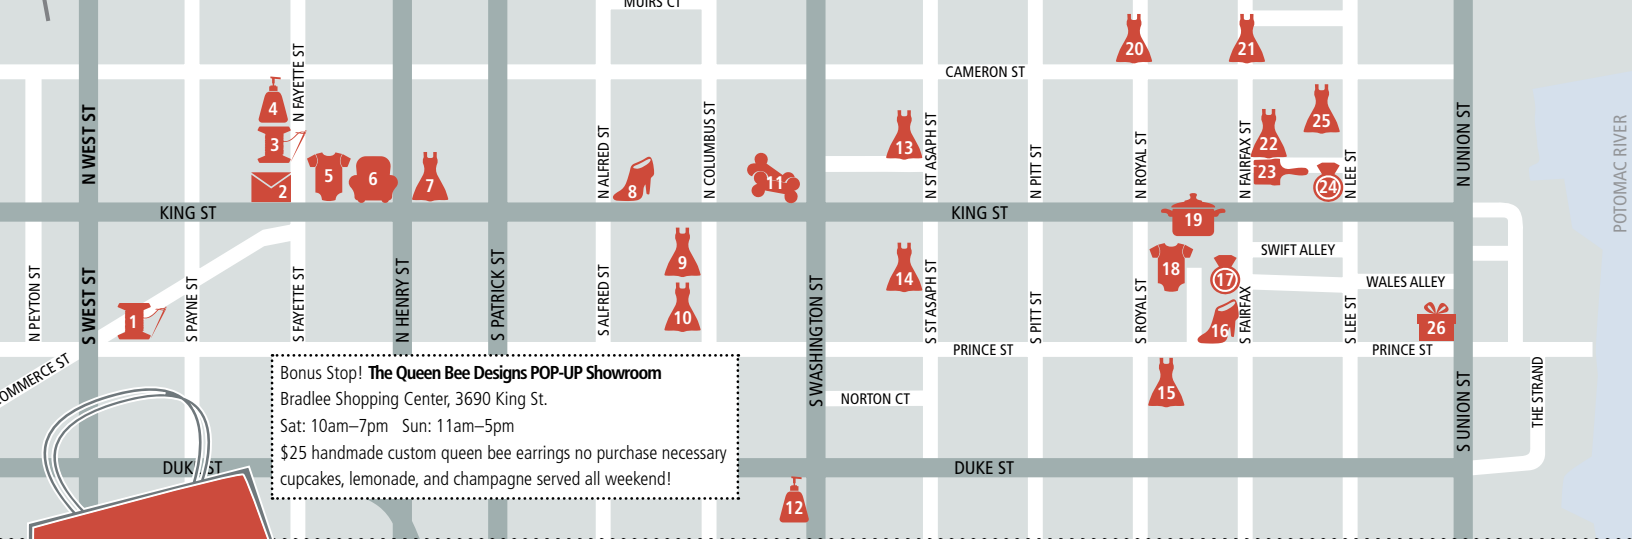 MUIRS CT
20
21
CAMERON ST
N FAYETTE ST
4
3
2
5
6
7
N WEST ST
N ALFRED ST
8
N COLUMBUS ST
11
13
N ST ASAPH ST
N PITT ST
N ROYAL ST
N FAIRFAX ST
22
25
23
24
N LEE ST
N UNION ST
POTOMAC RIVER
KING ST
KING ST
19
N PEYTON ST
S WEST ST
1
S PAYNE ST
S FAYETTE ST
N HENRY ST
S PATRICK ST
S ALFRED ST
9
10
S WASHINGTON ST
14
S ST ASAPH ST
S PITT ST
S ROYAL ST
18
17
16
S FAIRFAX
SWIFT ALLEY
WALES ALLEY
S LEE ST
26
PRINCE ST
PRINCE ST
OMMERCE ST
15
NORTON CT
S UNION ST
THE STRAND
Bonus Stop! The Queen Bee Designs POP-UP Showroom
Bradlee Shopping Center, 3690 King St.
Sat: 10am–7pm Sun: 11am–5pm
$25 handmade custom queen bee earrings no purchase necessary
cupcakes, lemonade, and champagne served all weekend!
DUKE ST
DUKE ST
12